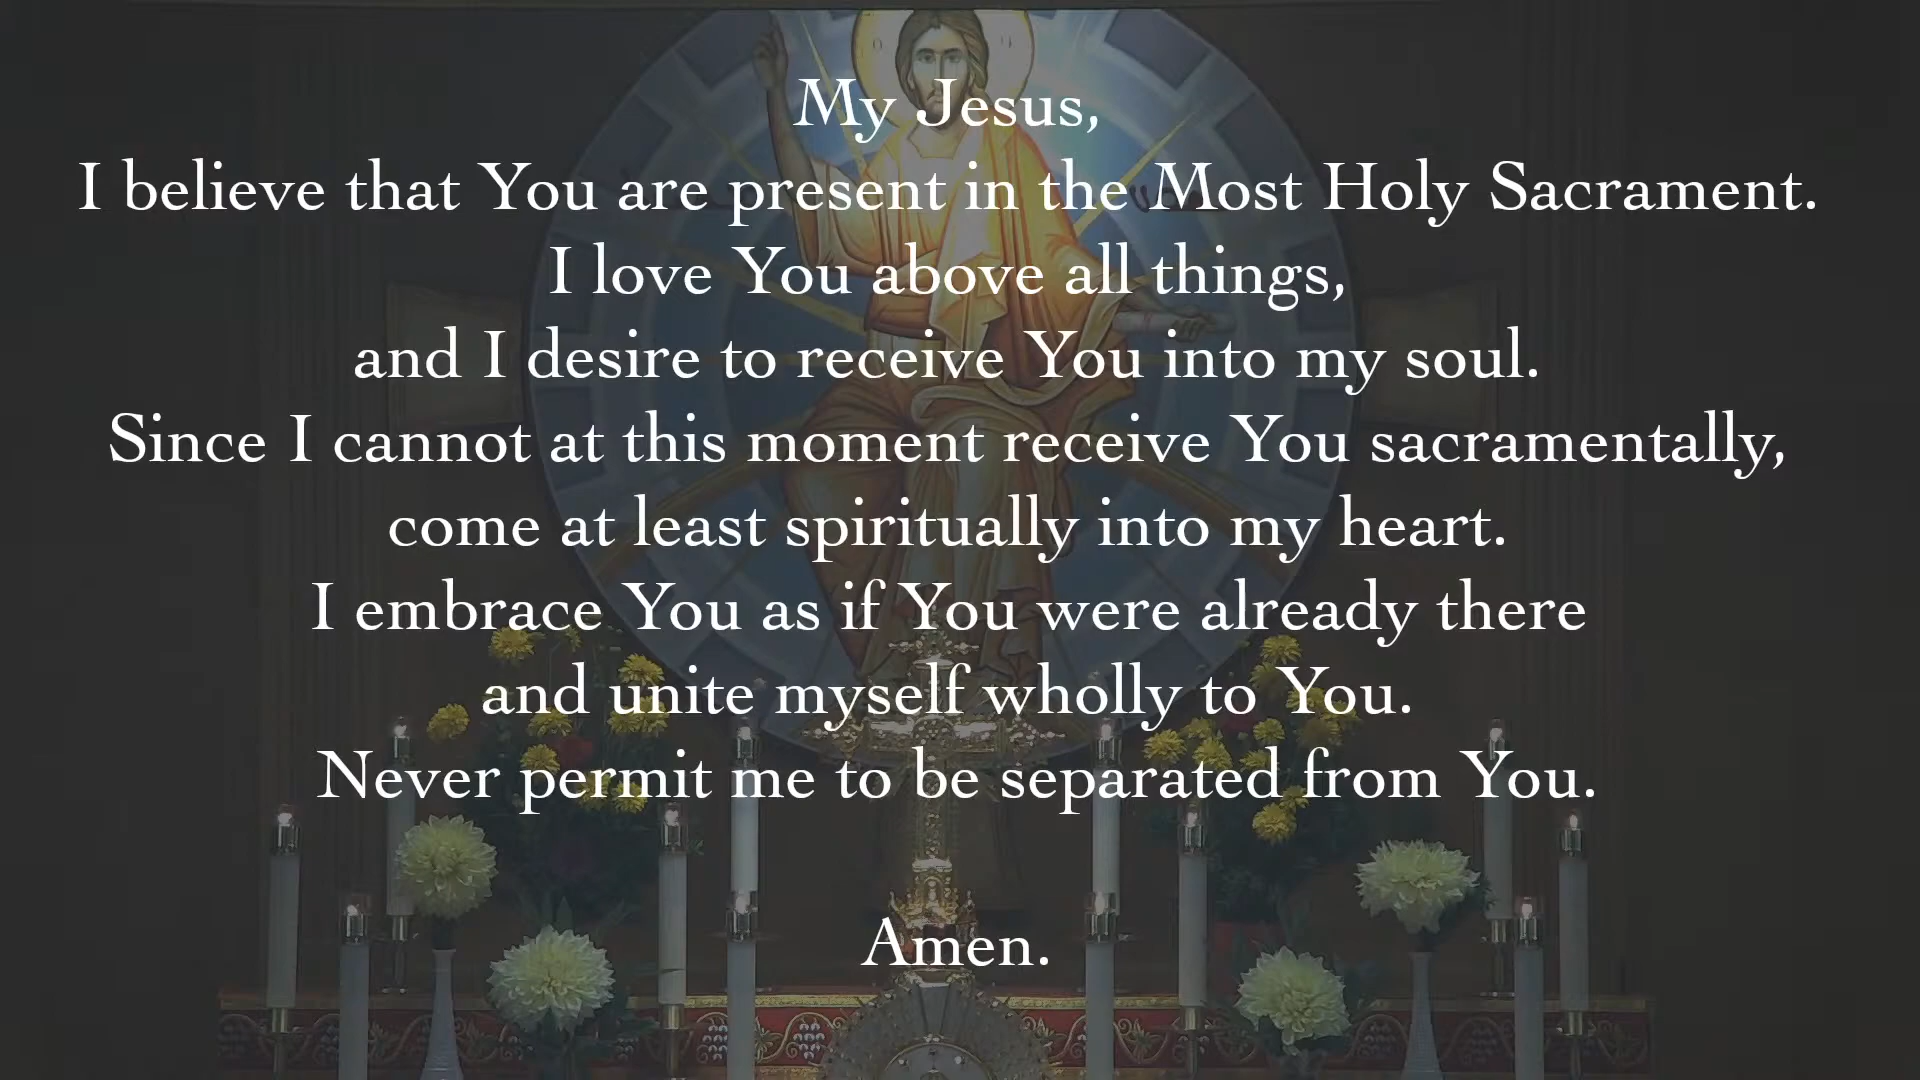 My Jesus,
I believe that You are present in the Most Holy Sacrament.
I love You above all things,
and I desire to receive You into my soul.
Since I cannot at this moment receive You sacramentally,
come at least spiritually into my heart.
I embrace You as if You were already there
and unite myself wholly to You.
Never permit me to be separated from You.
Amen.